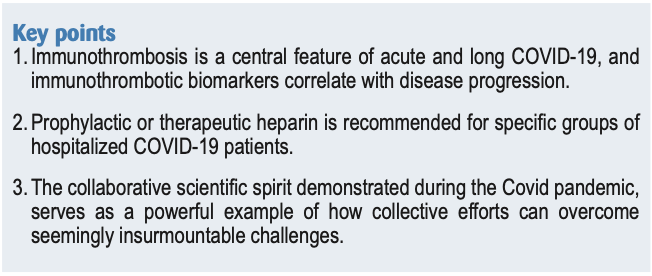 Key points
1. Immunothrombosis is a central feature of acute and long COVID-19, and
immunothrombotic biomarkers correlate with disease progression.
2. Prophylactic or therapeutic heparin is recommended for specific groups of
hospitalized COVID-19 patients.
3. The collaborative scientific spirit demonstrated during the Covid pandemic,
serves as a powerful example of how collective efforts can overcome
seemingly insurmountable challenges.